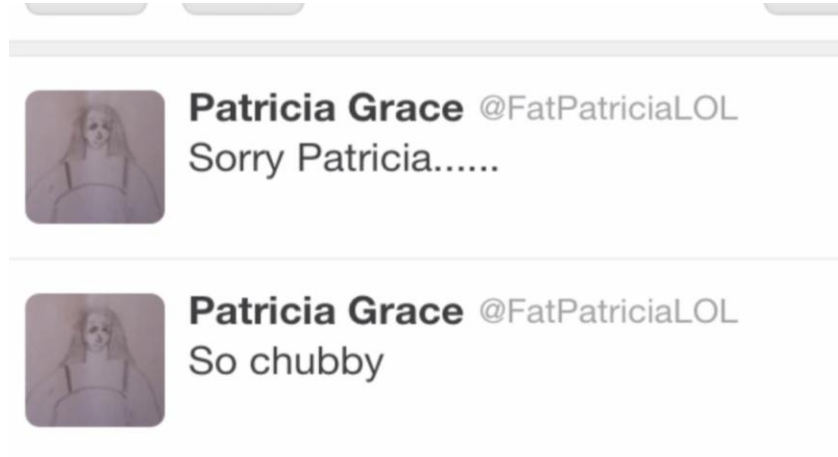 Patricia Grace @FatPatriciaLOL
Sorry Patricia......
Patricia Grace @FatPatriciaLOL
So chubby